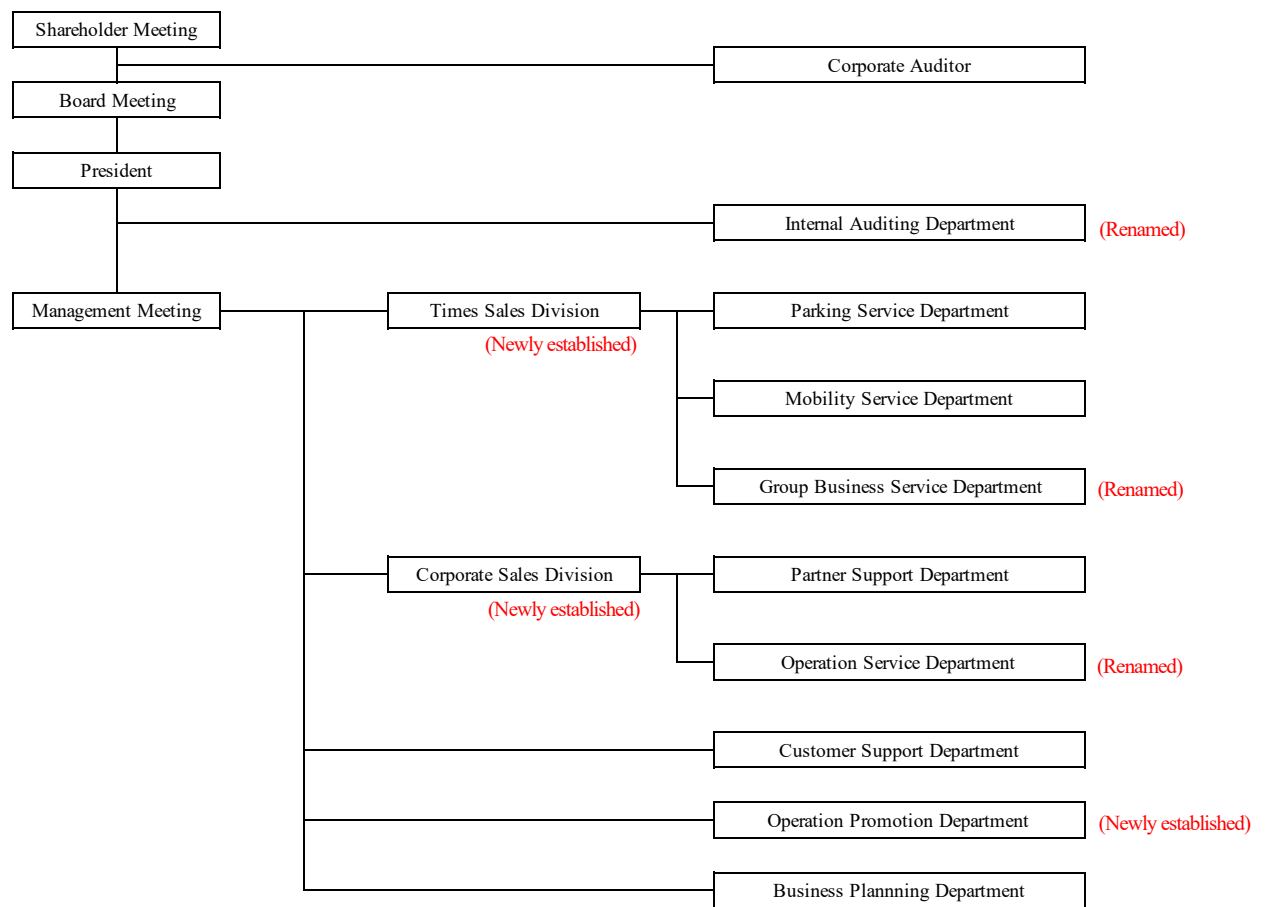 Shareholder Meeting
Corporate Auditor
Board Meeting
President
Internal Auditing Department
(Renamed)
Management Meeting
Times Sales Division
Parking Service Department
(Newly established)
Mobility Service Department
Group Business Service Department
(Renamed)
Corporate Sales Division
Partner Support Department
(Newly established)
Operation Service Department
(Renamed)
Customer Support Department
Operation Promotion Department
(Newly established)
Business Plannning Department